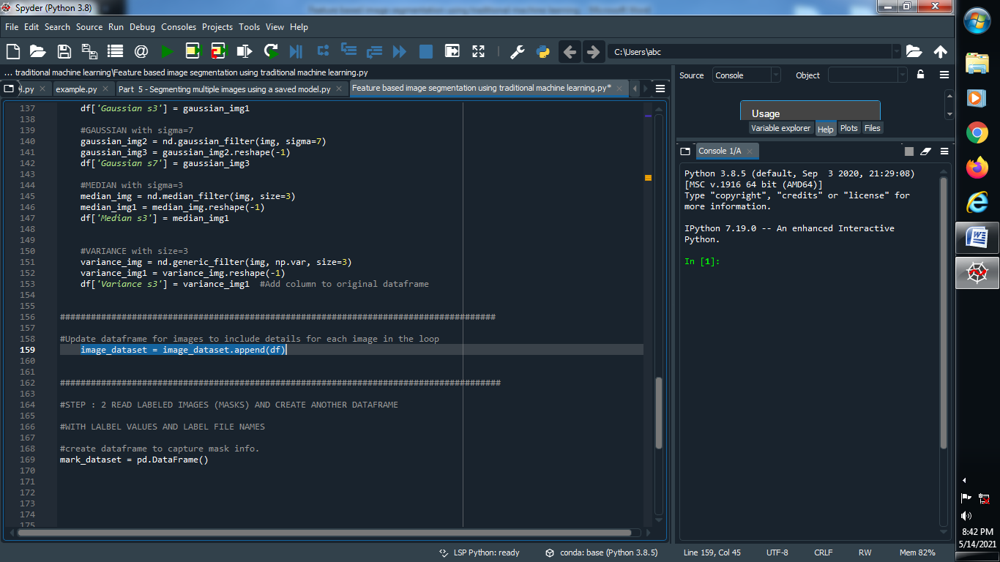 Spyder (Python 3.8)
File Edit Search Source Run Debug Consoles Projects Tools View Help
C:\Users\abc
... traditional machine learning\Feature based image segmentation using traditional machine learning.py
Source Console Object
l.py example.py Part 5 - Segmenting multiple images using a saved model.py Feature based image segmentation using traditional machine learning.py*
137 df['Gaussian s3'] = gaussian_img1
138
139 #GAUSSIAN with sigma=7
140 gaussian_img2 = nd.gaussian_filter(img, sigma=7)
141 gaussian_img3 = gaussian_img2.reshape(-1)
142 df['Gaussian s7'] = gaussian_img3
143
144 #MEDIAN with sigma=3
145 median_img = nd.median_filter(img, size=3)
146 median_img1 = median_img.reshape(-1)
147 df['Median s3'] = median_img1
148
149
150 #VARIANCE with size=3
151 variance_img = nd.generic_filter(img, np.var, size=3)
152 variance_img1 = variance_img.reshape(-1)
153 df['Variance s3'] = variance_img1 #Add column to original dataframe
154
155
156 #####################################################################################
157
158 #Update dataframe for images to include details for each image in the loop
159 image_dataset = image_dataset.append(df)
160
161
162 ######################################################################################
163
164 #STEP : 2 READ LABELED IMAGES (MASKS) AND CREATE ANOTHER DATAFRAME
165
166 #WITH LALBEL VALUES AND LABEL FILE NAMES
167
168 #create dataframe to capture mask info.
169 mark_dataset = pd.DataFrame()
170
171
172
173
174
175
Usage
Variable explorer Help Plots Files
Console 1/A
Python 3.8.5 (default, Sep 3 2020, 21:29:08)
[MSC v.1916 64 bit (AMD64)]
Type "copyright", "credits" or "license" for
more information.
IPython 7.19.0 -- An enhanced Interactive
Python.
In [1]:
LSP Python: ready conda: base (Python 3.8.5) Line 159, Col 45 UTF-8 CRLF RW Mem 82%
8:42 PM
5/14/2021